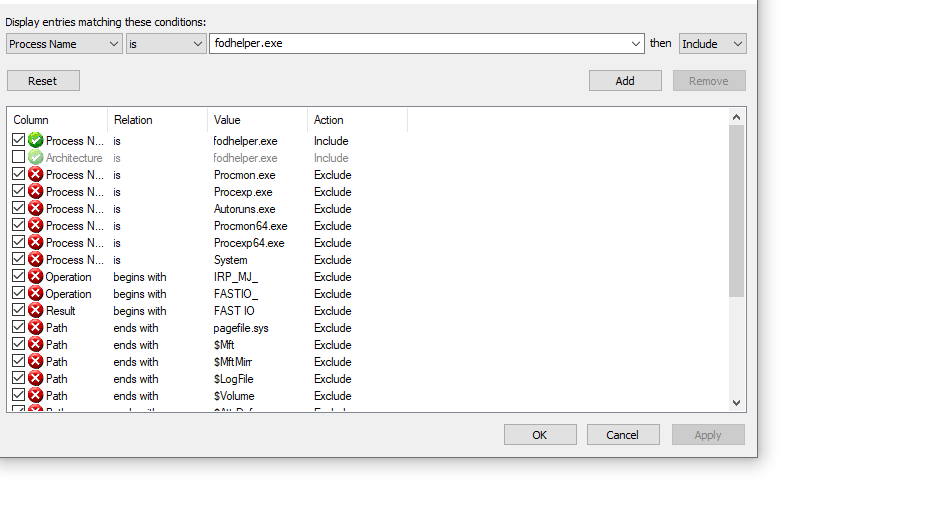 Display entries matching these conditions:
Process Name is fodhelper.exe then Include
Reset Add Remove
Column Relation Value Action
Process N... is fodhelper.exe Include
Architecture is fodhelper.exe Include
Process N... is Procmon.exe Exclude
Process N... is Procexp.exe Exclude
Process N... is Autoruns.exe Exclude
Process N... is Procmon64.exe Exclude
Process N... is Procexp64.exe Exclude
Process N... is System Exclude
Operation begins with IRP_MJ_ Exclude
Operation begins with FASTIO_ Exclude
Result begins with FAST IO Exclude
Path ends with pagefile.sys Exclude
Path ends with $Mft Exclude
Path ends with $MftMirr Exclude
Path ends with $LogFile Exclude
Path ends with $Volume Exclude
OK Cancel Apply